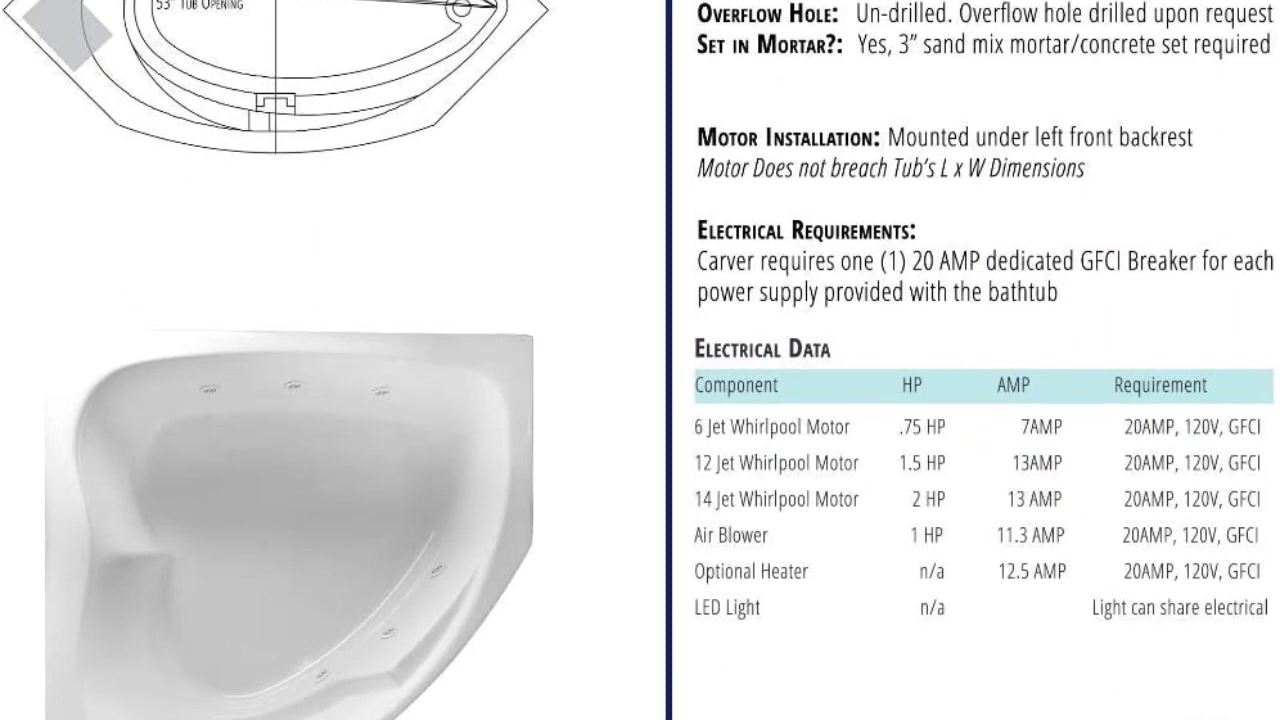 53" Tub Opening
Overflow Hole: Un-drilled. Overflow hole drilled upon request
Set in Mortar?: Yes, 3” sand mix mortar/concrete set required
Motor Installation: Mounted under left front backrest
Motor Does not breach Tub’s L x W Dimensions
Electrical Requirements:
Carver requires one (1) 20 AMP dedicated GFCI Breaker for each
power supply provided with the bathtub
Electrical Data
Component HP AMP Requirement
6 Jet Whirlpool Motor .75 HP 7AMP 20AMP, 120V, GFCI
12 Jet Whirlpool Motor 1.5 HP 13AMP 20AMP, 120V, GFCI
14 Jet Whirlpool Motor 2 HP 13 AMP 20AMP, 120V, GFCI
Air Blower 1 HP 11.3 AMP 20AMP, 120V, GFCI
Optional Heater n/a 12.5 AMP 20AMP, 120V, GFCI
LED Light n/a Light can share electrical